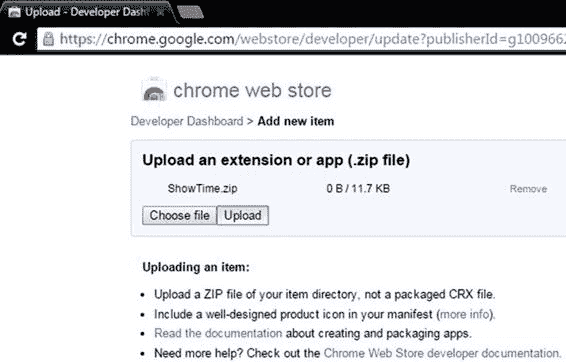 Upload - Developer Dash
https://chrome.google.com/webstore/developer/update?publisherId=g100966
chrome web store
Developer Dashboard > Add new item
Upload an extension or app (.zip file)
ShowTime.zip 0 B / 11.7 KB Remove
Choose file Upload
Uploading an item:
• Upload a ZIP file of your item directory, not a packaged CRX file.
• Include a well-designed product icon in your manifest (more info).
• Read the documentation about creating and packaging apps.
• Need more help? Check out the Chrome Web Store developer documentation.